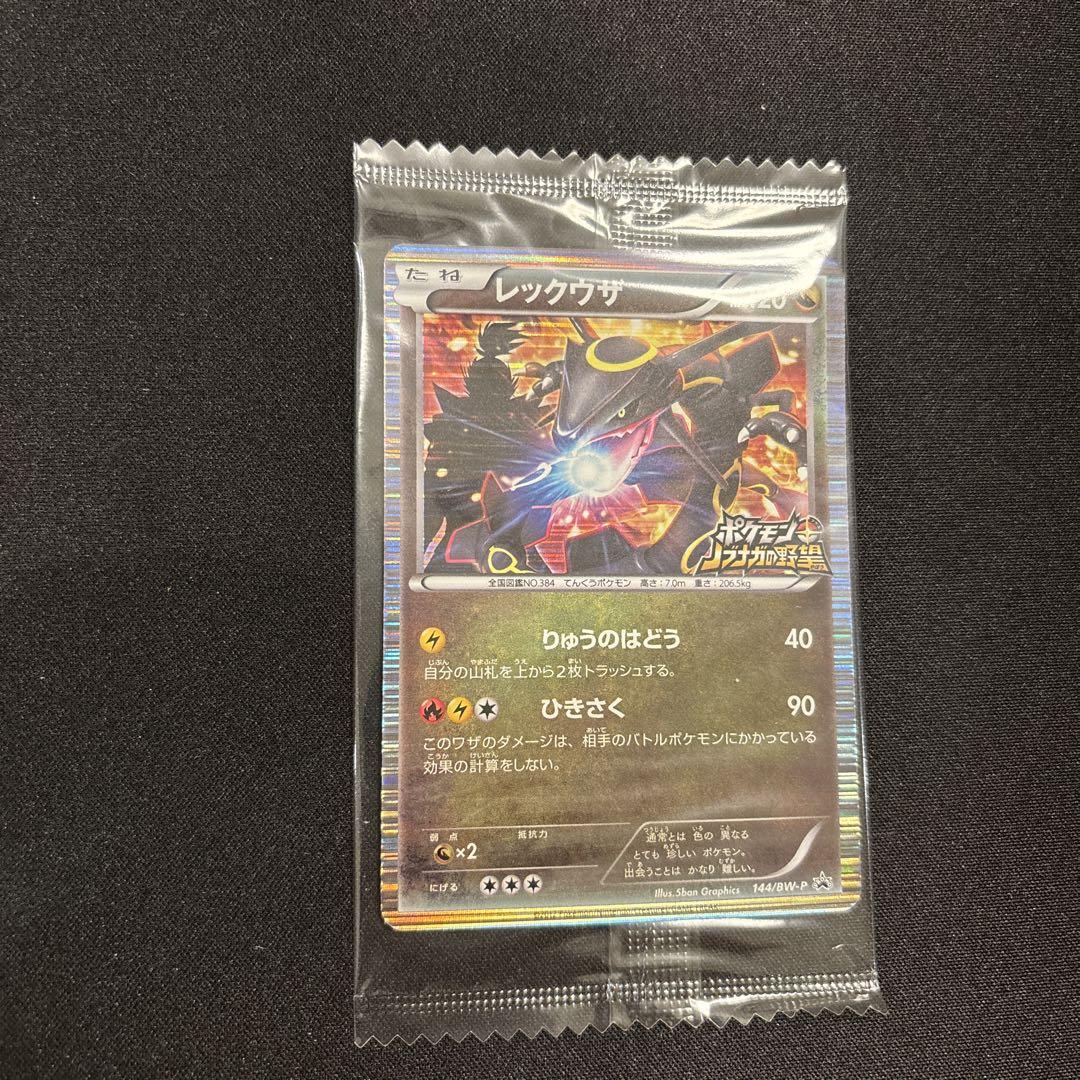 たね
レックウザ
ポケモン+
ノブナガの野望
全国図鑑NO.384 てんくうポケモン 高さ:7.0m 重さ:206.5kg
りゅうのはどう 40
自分の山札を上から2枚トラッシュする。
ひきさく 90
このワザのダメージは、相手のバトルポケモンにかかっている
効果の計算をしない。
弱点 抵抗力
×2
にげる
通常とは 色の 異なる
とても 珍しい ポケモン。
出会うことは かなり 難しい。
Illus. 5ban Graphics 144/BW-P